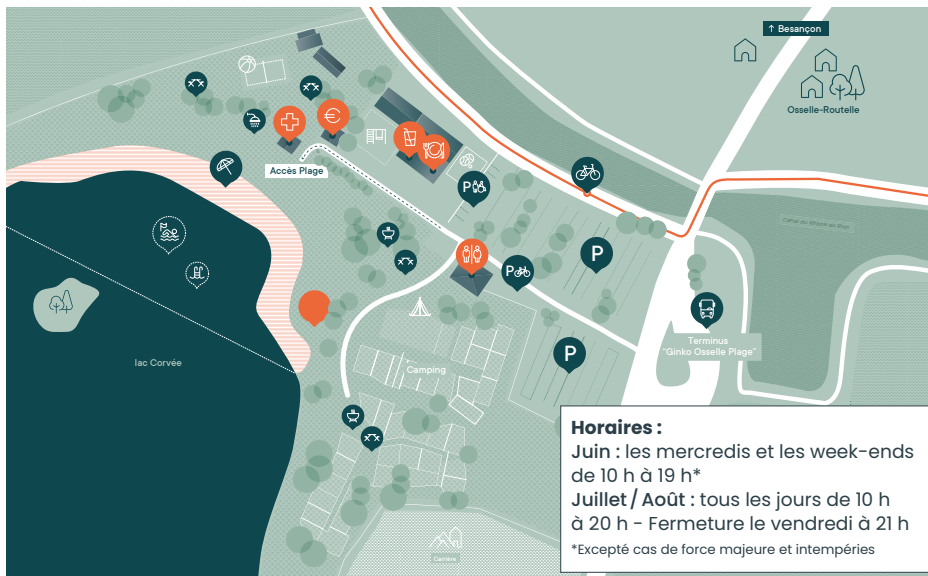 ↑ Besançon
Osselle-Routelle
Accès Plage
P
P
P
P
Canal du Rhône au Rhin
Terminus
"Ginko Osselle Plage"
lac Corvée
Camping
Carrière
Horaires :
Juin : les mercredis et les week-ends
de 10 h à 19 h*
Juillet / Août : tous les jours de 10 h
à 20 h - Fermeture le vendredi à 21 h
*Excepté cas de force majeure et intempéries